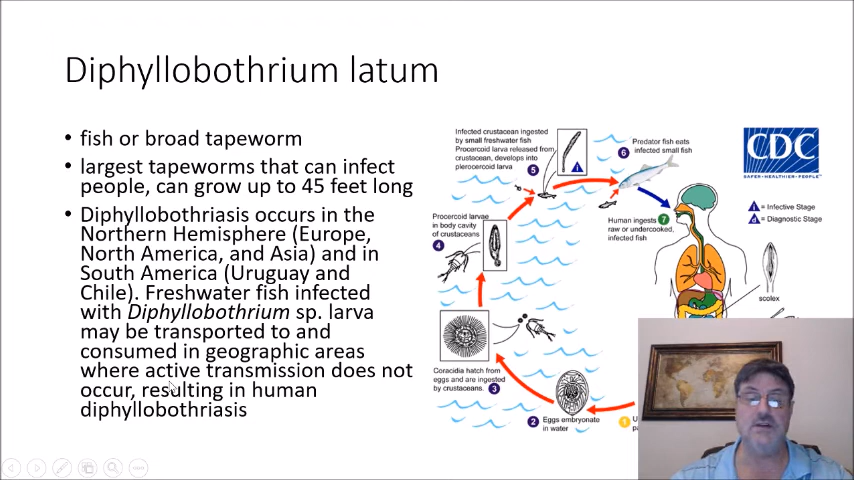 Diphyllobothrium latum
• fish or broad tapeworm
• largest tapeworms that can infect
people, can grow up to 45 feet long
• Diphyllobothriasis occurs in the
Northern Hemisphere (Europe,
North America, and Asia) and in
South America (Uruguay and
Chile). Freshwater fish infected
with Diphyllobothrium sp. larva
may be transported to and
consumed in geographic areas
where active transmission does not
occur, resulting in human
diphyllobothriasis
Infected crustacean ingested
by small freshwater fish
Procercoid larva released from
crustacean, develops into
plerocercoid larva
5
i
6
Predator fish eats
infected small fish
CDC
SAFER•HEALTHIER•PEOPLE™
i = Infective Stage
d = Diagnostic Stage
Human ingests 7
raw or undercooked,
infected fish
Procercoid larvae
in body cavity
of crustaceans
4
scolex
Coracidia hatch from
eggs and are ingested
by crustaceans. 3
2 Eggs embryonate
in water
1 U
pa